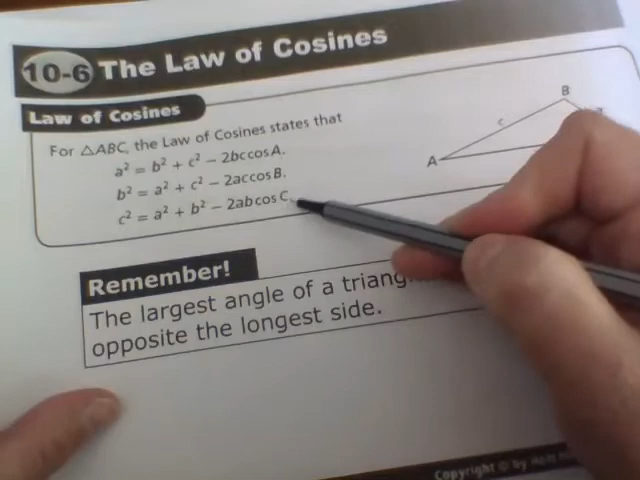 10-6 The Law of Cosines
Law of Cosines
For △ABC, the Law of Cosines states that
a² = b² + c² − 2bccosA.
b² = a² + c² − 2accosB.
c² = a² + b² − 2abcosC
B
c
A
Remember!
The largest angle of a
opposite the longest side.
Copyright © by Holt